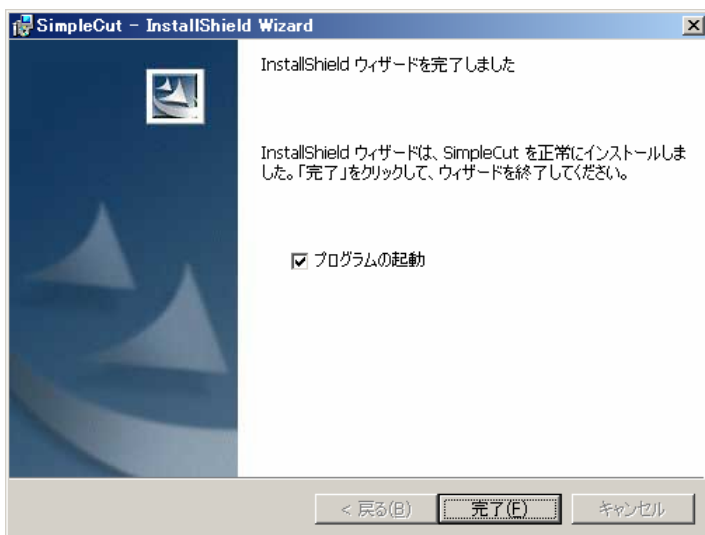 SimpleCut - InstallShield Wizard
InstallShield ウィザードを完了しました
InstallShield ウィザードは、SimpleCut を正常にインストールしま
した。「完了」をクリックして、ウィザードを終了してください。
プログラムの起動
< 戻る(B)
完了(F)
キャンセル